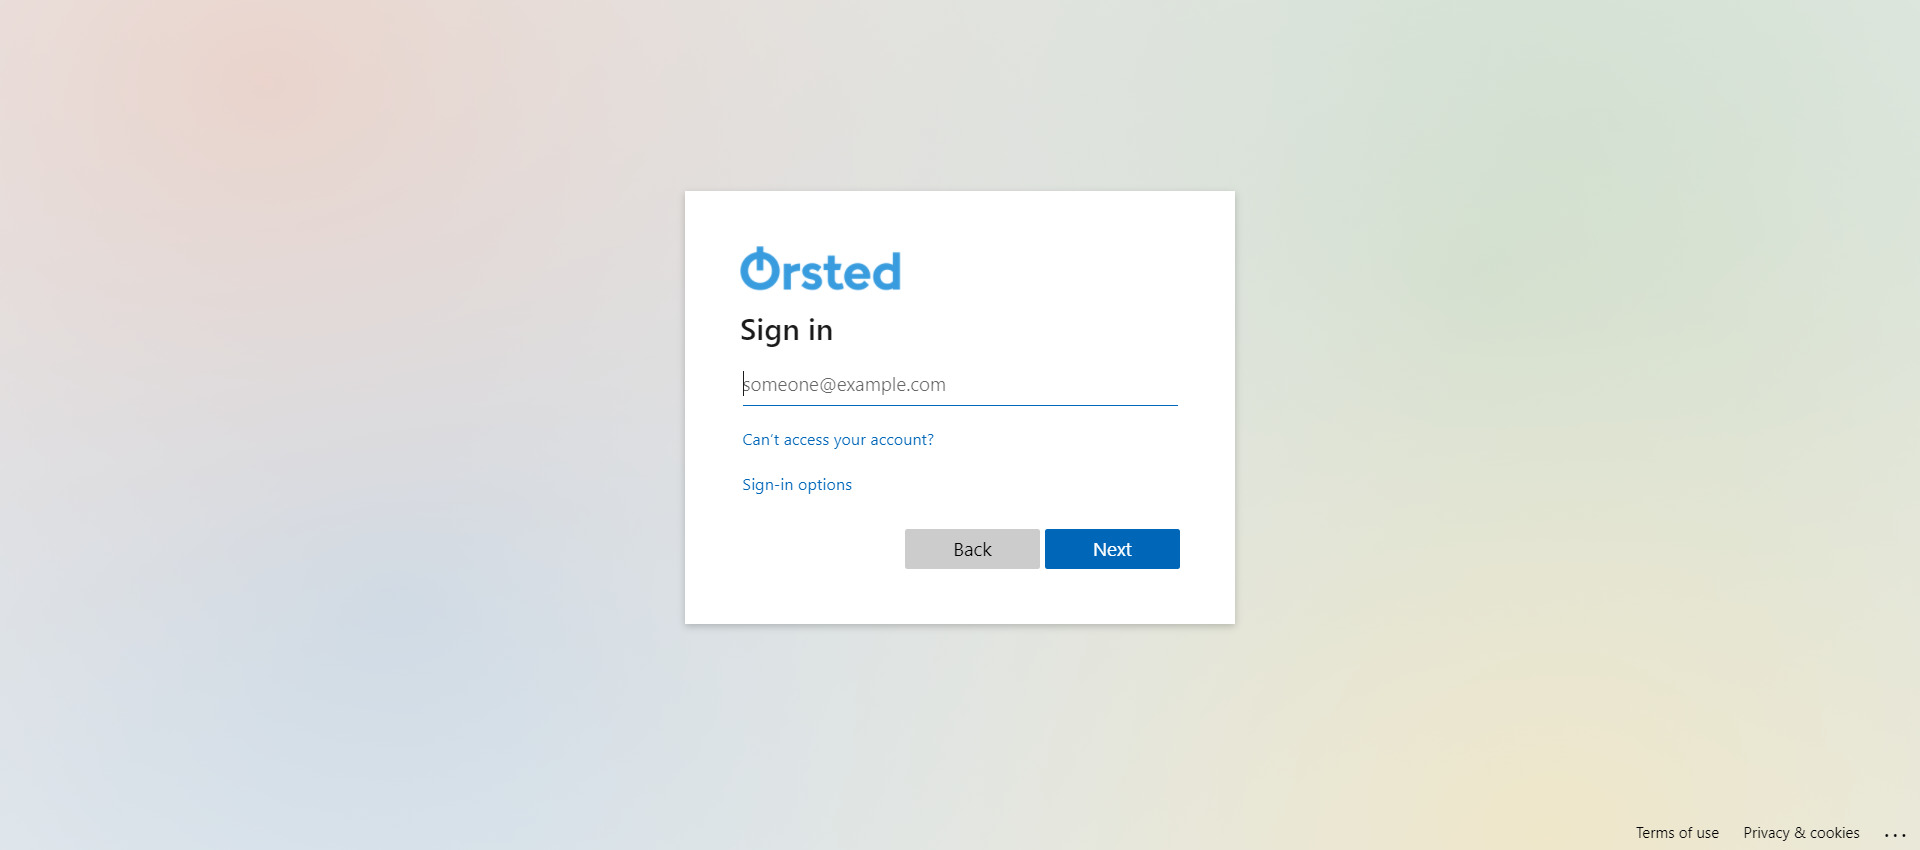 Ørsted
Sign in
someone@example.com
Can't access your account?
Sign-in options
Back Next
Terms of use Privacy & cookies ...